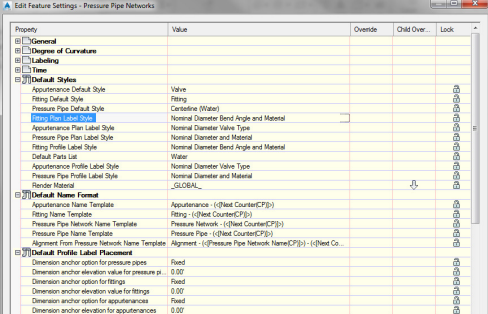 Edit Feature Settings - Pressure Pipe Networks
Property Value Override Child Over... Lock
General
Degree of Curvature
Labeling
Time
Default Styles
Appurtenance Default Style Valve
Fitting Default Style Fitting
Pressure Pipe Default Style Centerline (Water)
Fitting Plan Label Style Nominal Diameter Bend Angle and Material
Appurtenance Plan Label Style Nominal Diameter Valve Type
Pressure Pipe Plan Label Style Nominal Diameter and Material
Fitting Profile Label Style Nominal Diameter Bend Angle and Material
Default Parts List Water
Appurtenance Profile Label Style Nominal Diameter Valve Type
Pressure Pipe Profile Label Style Nominal Diameter and Material
Render Material _GLOBAL_
Default Name Format
Appurtenance Name Template Appurtenance - (<[Next Counter(CP)]>)
Fitting Name Template Fitting - (<[Next Counter(CP)]>)
Pressure Pipe Network Name Template Pressure Network - (<[Next Counter(CP)]>)
Pressure Pipe Name Template Pressure Pipe - (<[Next Counter(CP)]>)
Alignment From Pressure Network Name Template Alignment - (<[Pressure Pipe Network Name(CP)]>) - (<[Next Co...
Default Profile Label Placement
Dimension anchor option for pressure pipes Fixed
Dimension anchor elevation value for pressure pi... 0.00'
Dimension anchor option for fittings Fixed
Dimension anchor elevation value for fittings 0.00'
Dimension anchor option for appurtenances Fixed
Dimension anchor elevation for appurtenances 0.00'